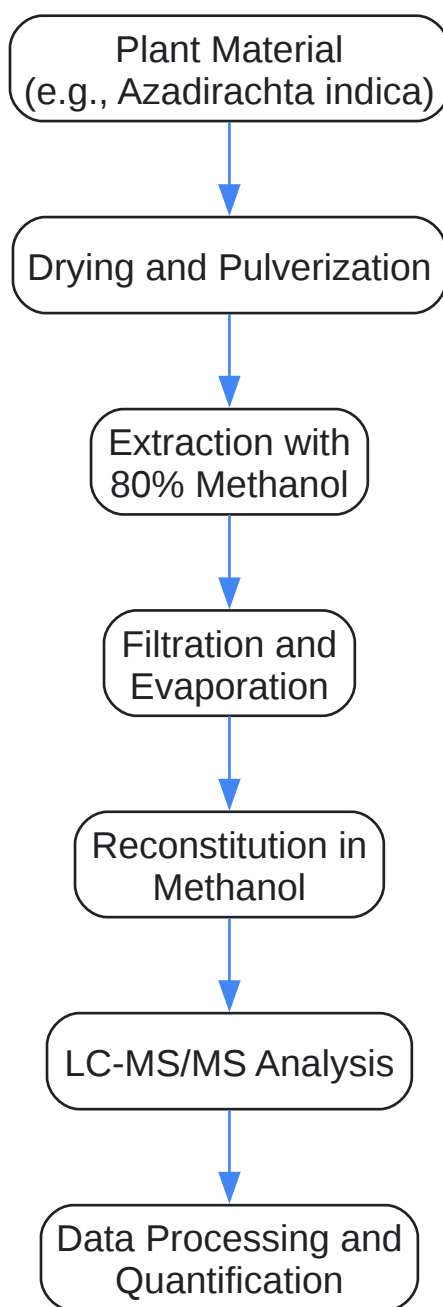 Plant Material
(e.g., Azadirachta indica)
Drying and Pulverization
Extraction with
80% Methanol
Filtration and
Evaporation
Reconstitution in
Methanol
LC-MS/MS Analysis
Data Processing and
Quantification